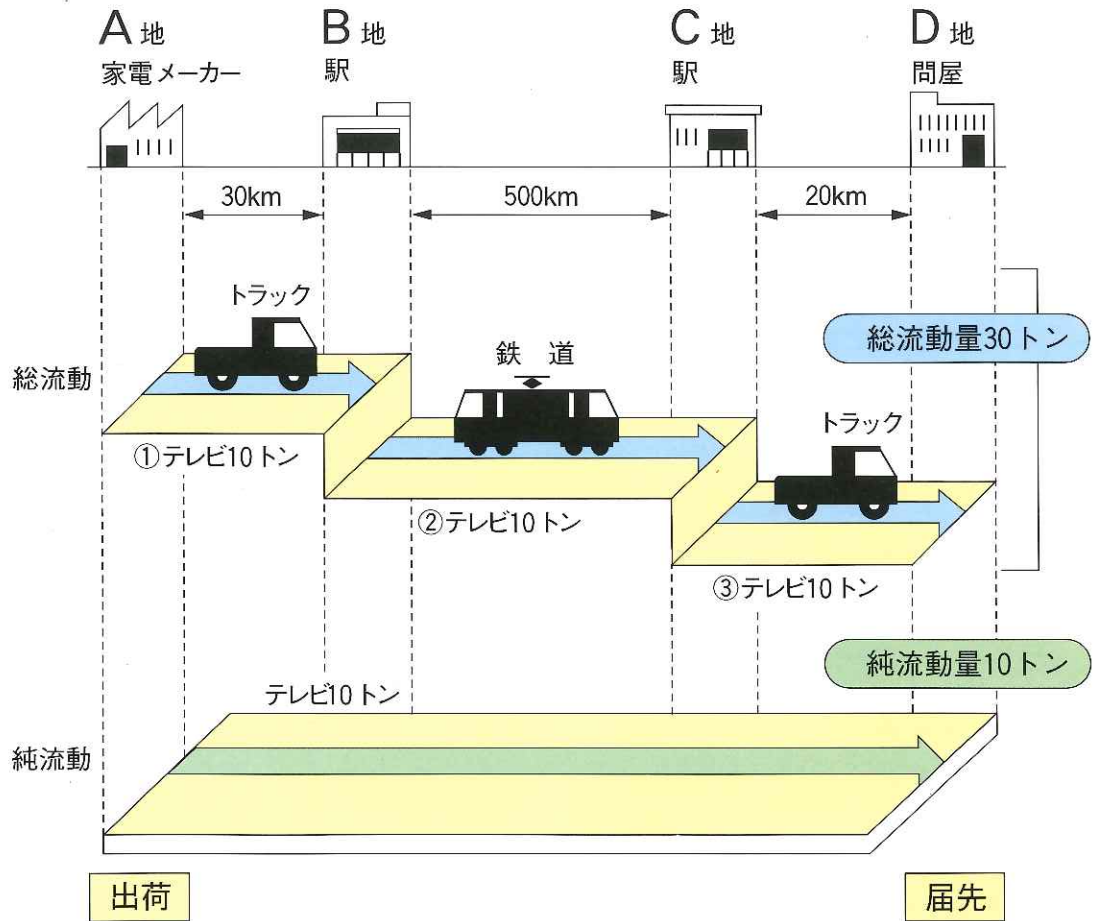 A地
家電メーカー
B地
駅
C地
駅
D地
問屋
30km
500km
20km
総流動
トラック
①テレビ10トン
鉄 道
②テレビ10トン
トラック
③テレビ10トン
総流動量30トン
純流動量10トン
純流動
テレビ10トン
出荷
届先